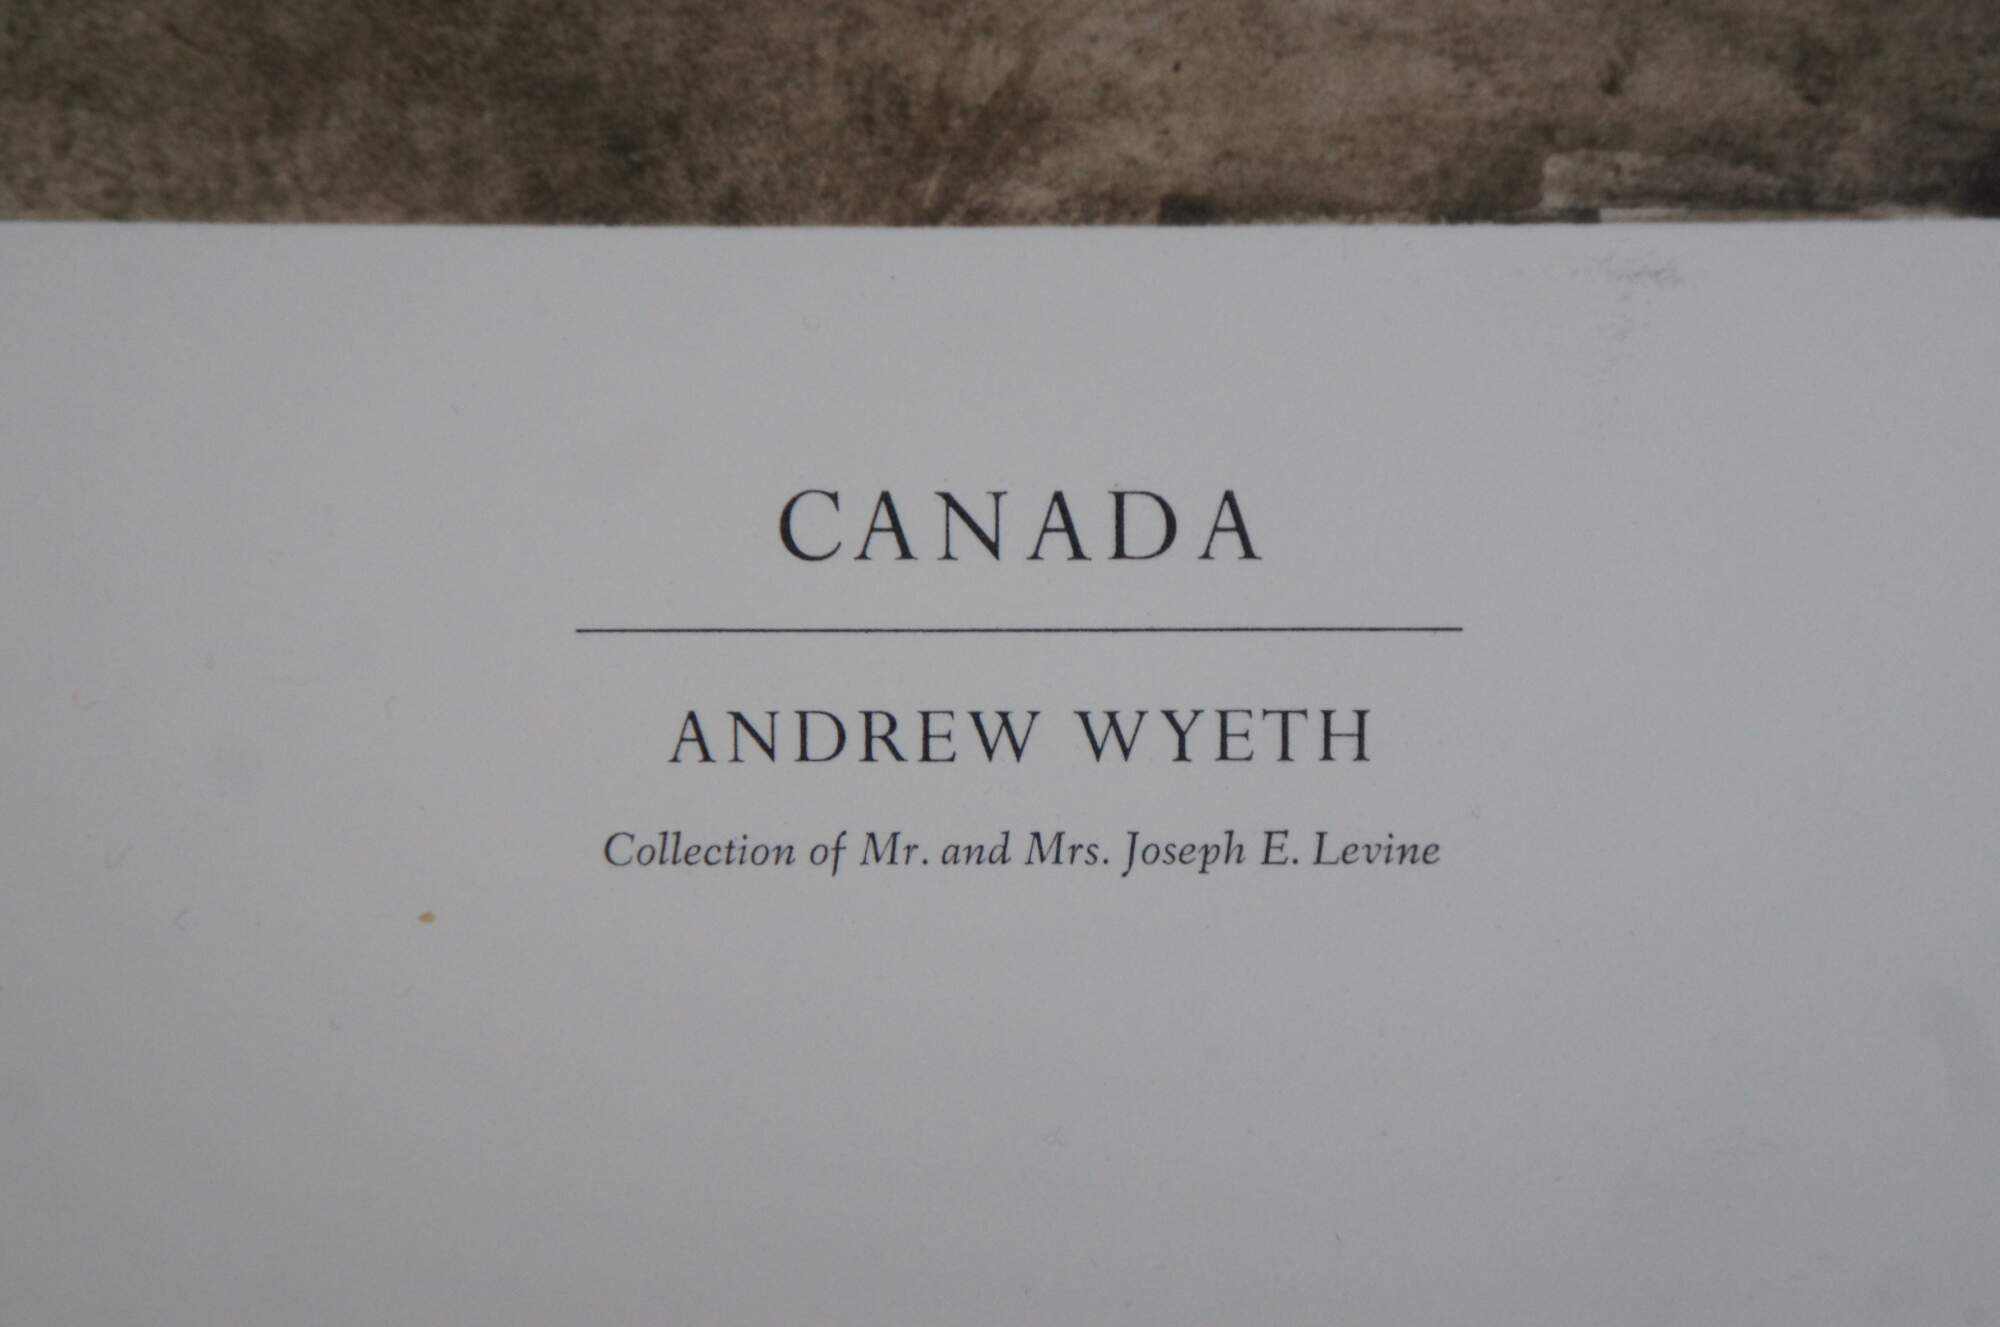 CANADA
ANDREW WYETH
Collection of Mr. and Mrs. Joseph E. Levine